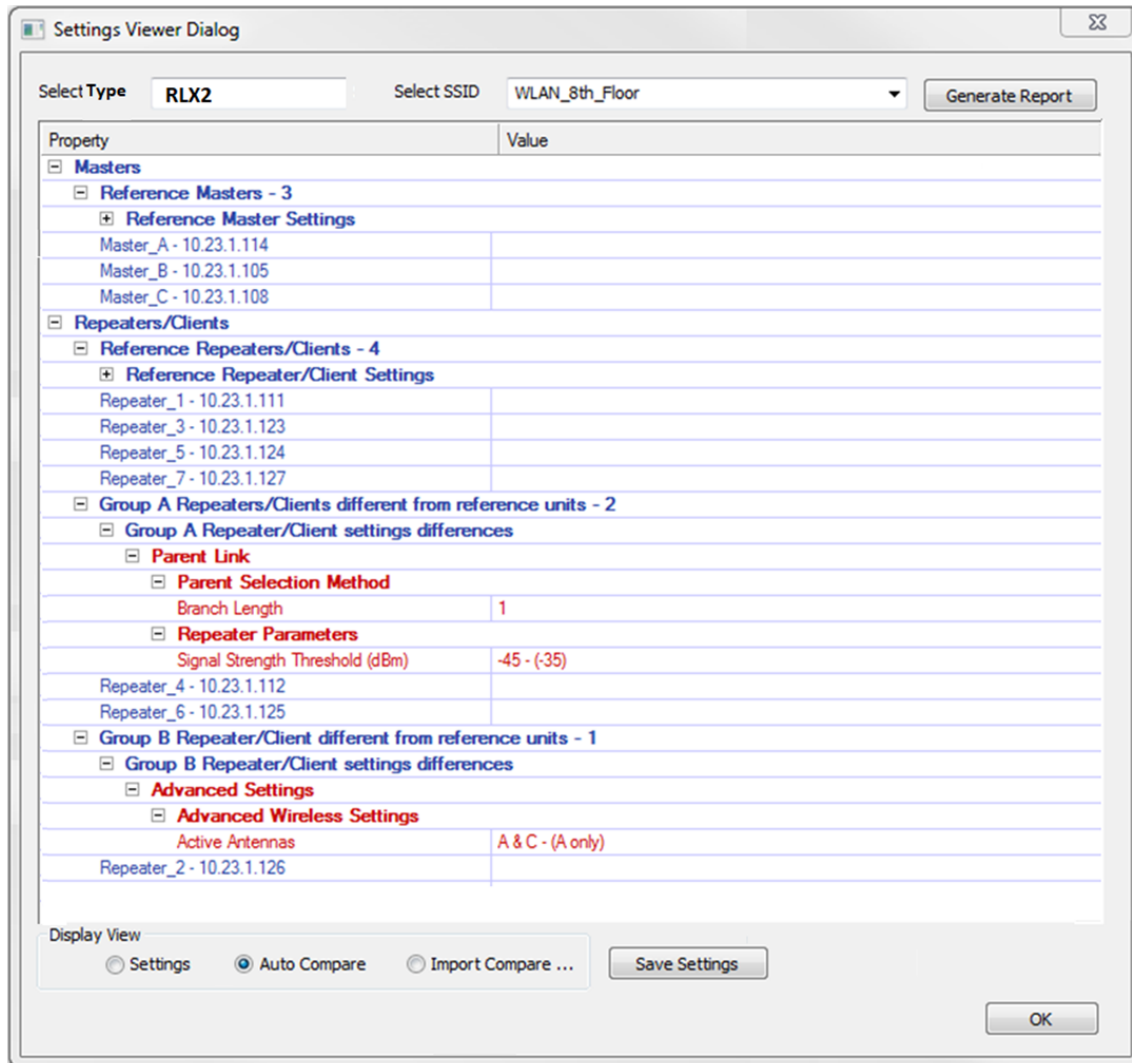 Settings Viewer Dialog
Select Type RLX2 Select SSID WLAN_8th_Floor Generate Report
Property Value
Masters
Reference Masters - 3
Reference Master Settings
Master_A - 10.23.1.114
Master_B - 10.23.1.105
Master_C - 10.23.1.108
Repeaters/Clients
Reference Repeaters/Clients - 4
Reference Repeater/Client Settings
Repeater_1 - 10.23.1.111
Repeater_3 - 10.23.1.123
Repeater_5 - 10.23.1.124
Repeater_7 - 10.23.1.127
Group A Repeaters/Clients different from reference units - 2
Group A Repeater/Client settings differences
Parent Link
Parent Selection Method
Branch Length 1
Repeater Parameters
Signal Strength Threshold (dBm) -45 - (-35)
Repeater_4 - 10.23.1.112
Repeater_6 - 10.23.1.125
Group B Repeater/Client different from reference units - 1
Group B Repeater/Client settings differences
Advanced Settings
Advanced Wireless Settings
Active Antennas A & C - (A only)
Repeater_2 - 10.23.1.126
Display View
Settings Auto Compare Import Compare ... Save Settings
OK